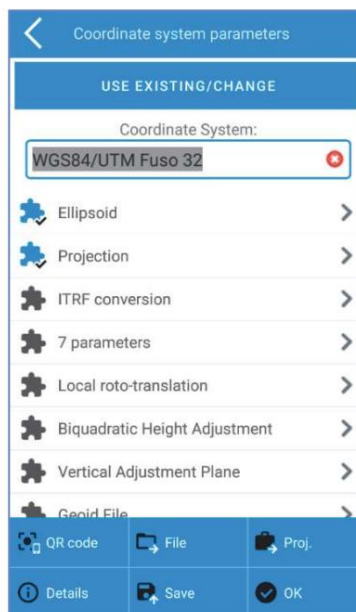 Coordinate system parameters
USE EXISTING/CHANGE
Coordinate System:
WGS84/UTM Fuso 32
Ellipsoid
Projection
ITRF conversion
7 parameters
Local roto-translation
Biquadratic Height Adjustment
Vertical Adjustment Plane
Geoid File
QR code
File
Proj.
Details
Save
OK